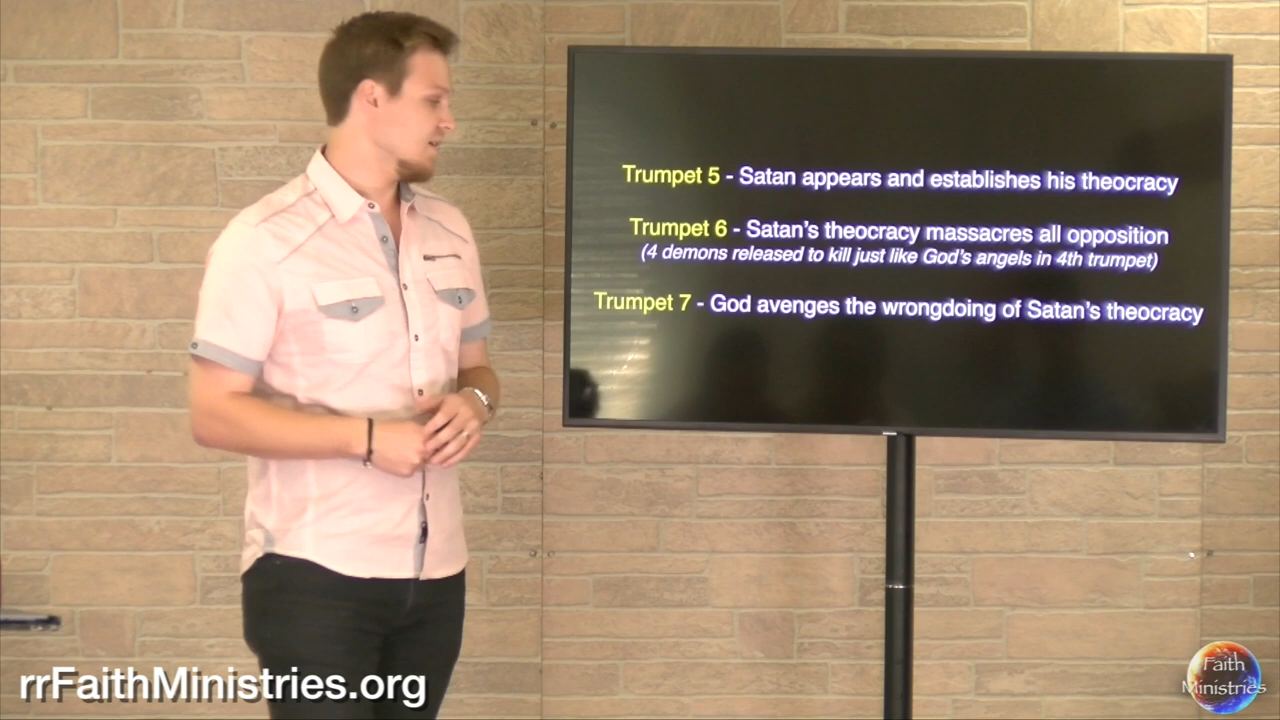 Trumpet 5 - Satan appears and establishes his theocracy
Trumpet 6 - Satan's theocracy massacres all opposition
(4 demons released to kill just like God's angels in 4th trumpet)
Trumpet 7 - God avenges the wrongdoing of Satan's theocracy
rrFaithMinistries.org
Faith
Ministries